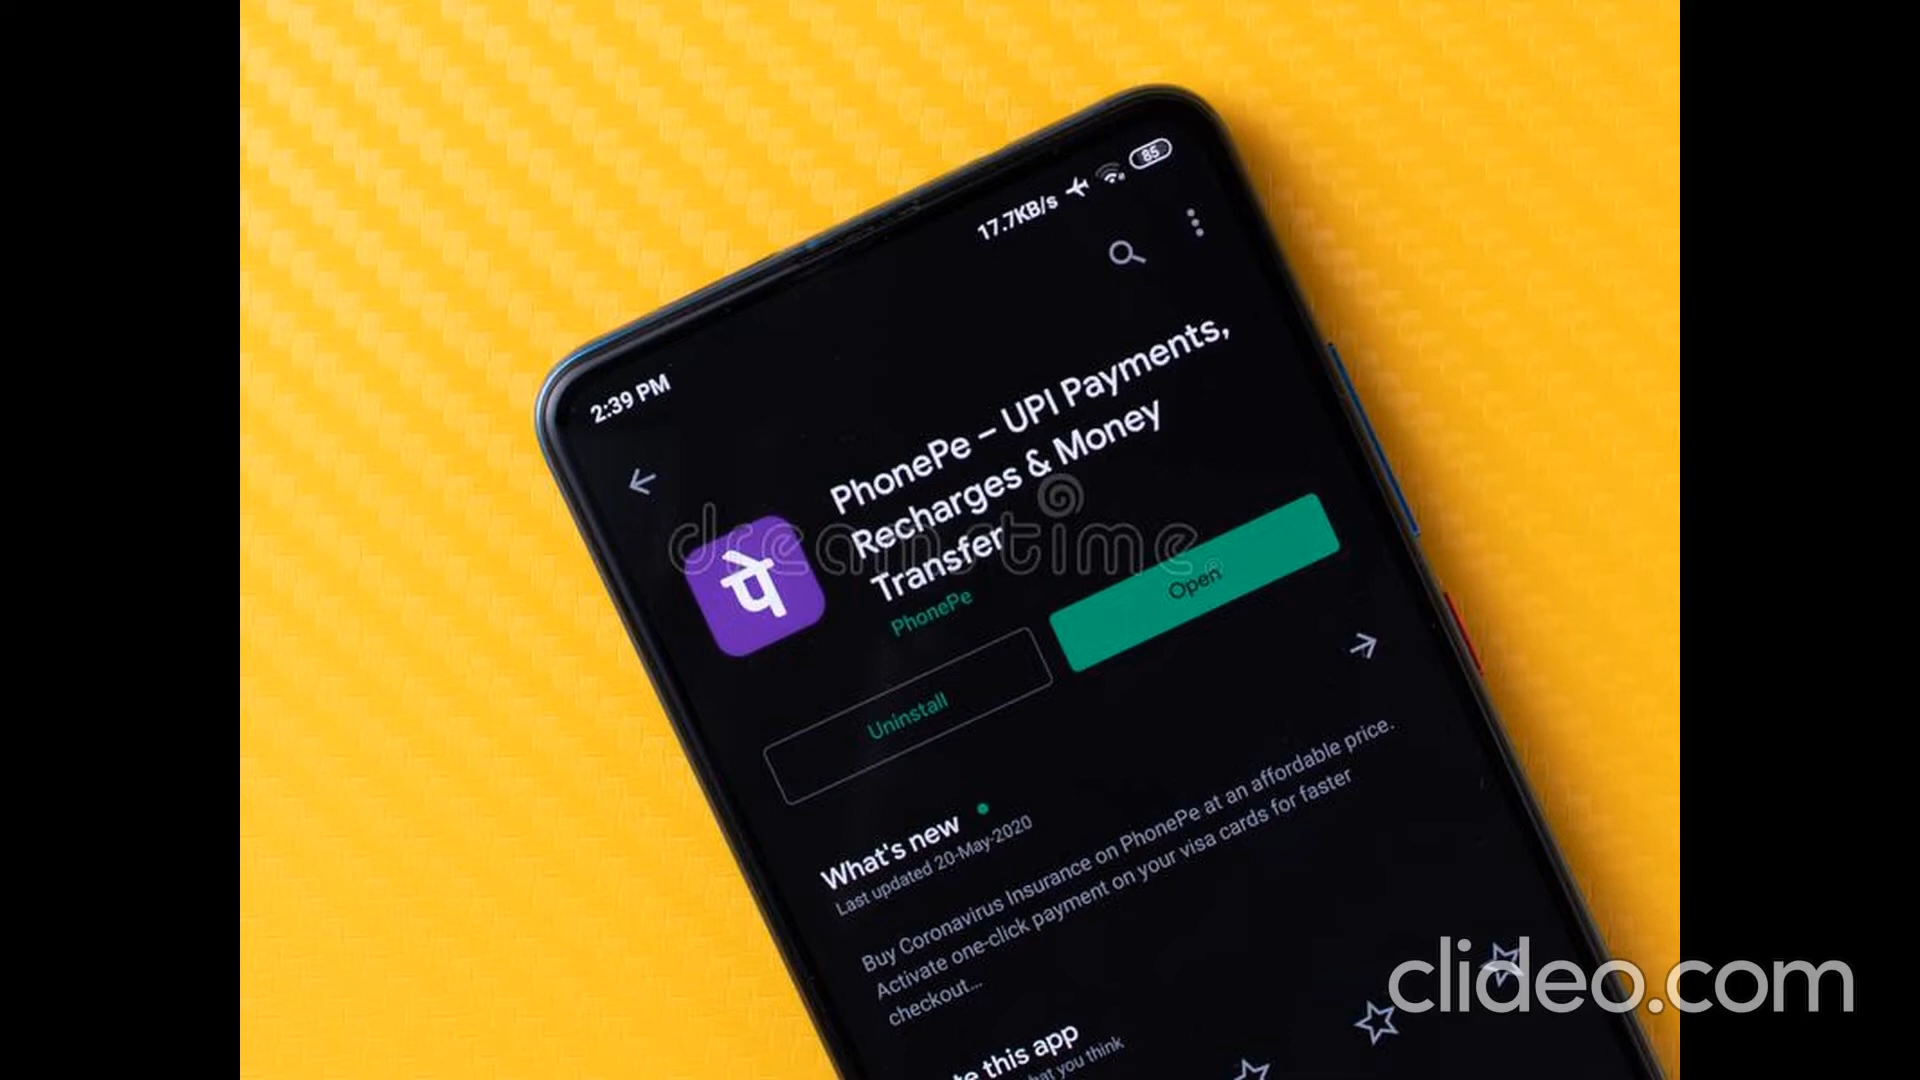 85
17.7KB/s
2:39 PM
PhonePe – UPI Payments,
Recharges & Money
Transfer
पे
PhonePe
dreamstime
Open
Uninstall
What's new
Last updated 20-May-2020
Buy Coronavirus Insurance on PhonePe at an affordable price.
Activate one-click payment on your visa cards for faster
checkout...
this app
you think
clideo.com